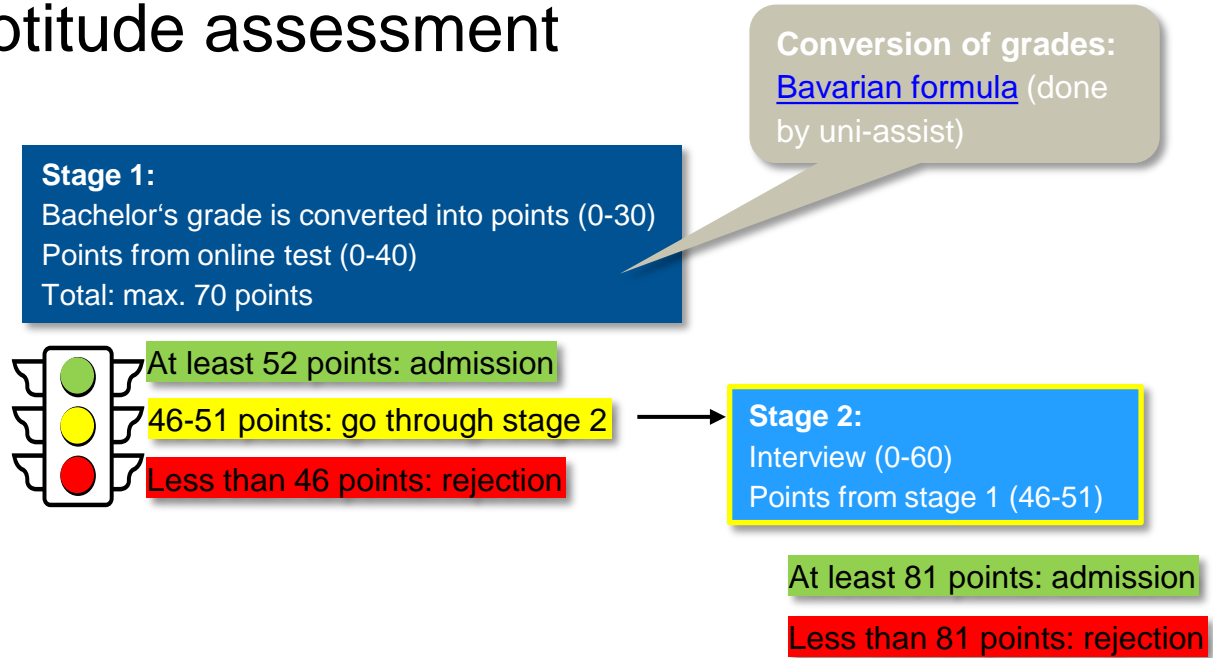 ptitude assessment
Conversion of grades:
Bavarian formula (done
by uni-assist)
Stage 1:
Bachelor‘s grade is converted into points (0-30)
Points from online test (0-40)
Total: max. 70 points
At least 52 points: admission
46-51 points: go through stage 2
Less than 46 points: rejection
Stage 2:
Interview (0-60)
Points from stage 1 (46-51)
At least 81 points: admission
Less than 81 points: rejection